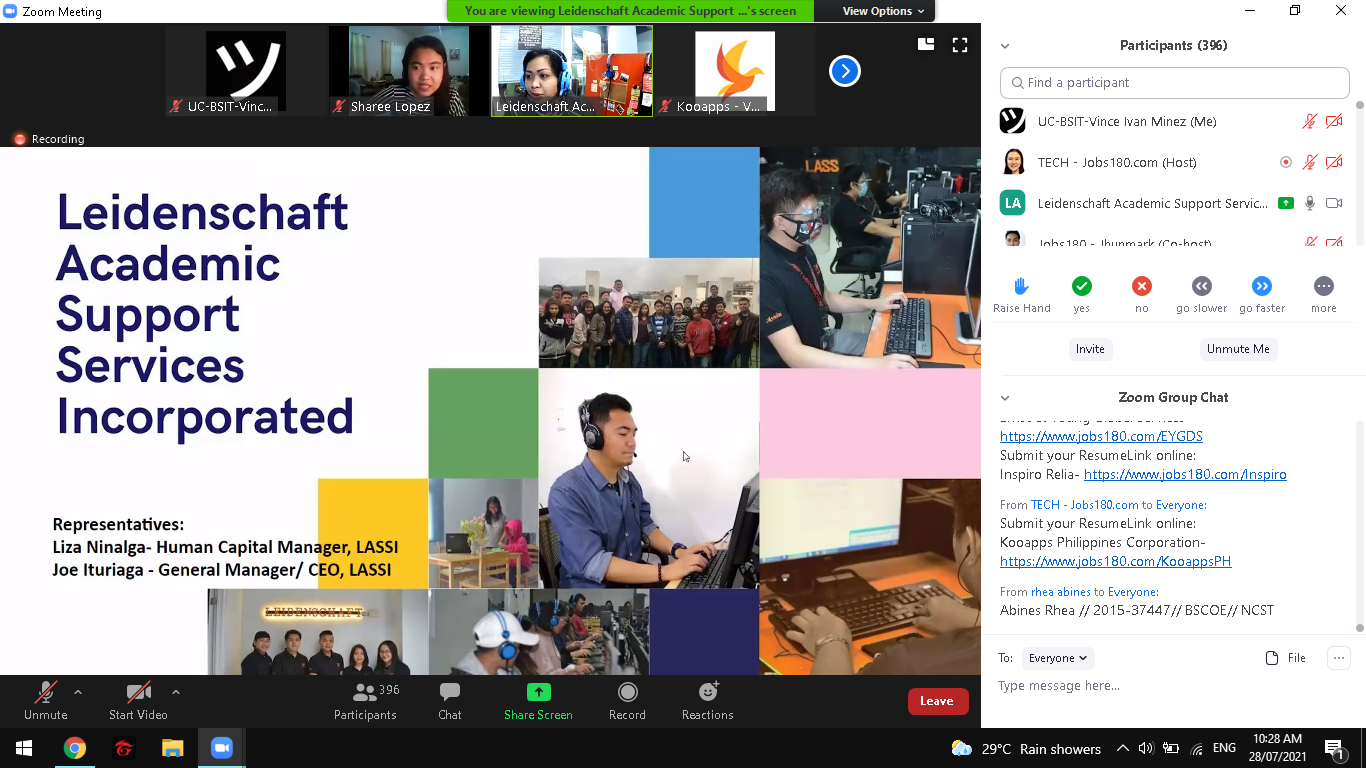 Zoom Meeting
You are viewing Leidenschaft Academic Support ...'s screen
View Options
UC-BSIT-Vinc...
Sharee Lopez
Leidenschaft Ac...
Kooapps - V...
Recording
Leidenschaft
Academic
Support
Services
Incorporated
Representatives:
Liza Ninalga- Human Capital Manager, LASSI
Joe Ituriaga - General Manager/ CEO, LASSI
LASS
LEIDENSCHAFT
Participants (396)
Find a participant
UC-BSIT-Vince Ivan Minez (Me)
TECH - Jobs180.com (Host)
LA
Leidenschaft Academic Support Servic...
Jobs180 - Jhunmark (Co-host)
Raise Hand
yes
no
go slower
go faster
more
Invite
Unmute Me
Zoom Group Chat
https://www.jobs180.com/EYGDS
Submit your ResumeLink online:
Inspiro Relia- https://www.jobs180.com/Inspiro
From TECH - Jobs180.com to Everyone:
Submit your ResumeLink online:
Kooapps Philippines Corporation-
https://www.jobs180.com/KooappsPH
From rhea abines to Everyone:
Abines Rhea // 2015-37447// BSCOE// NCST
To:
Everyone
File
Type message here...
Unmute
Start Video
396
Participants
Chat
Share Screen
Record
Reactions
Leave
29°C Rain showers
ENG
10:28 AM
28/07/2021
1